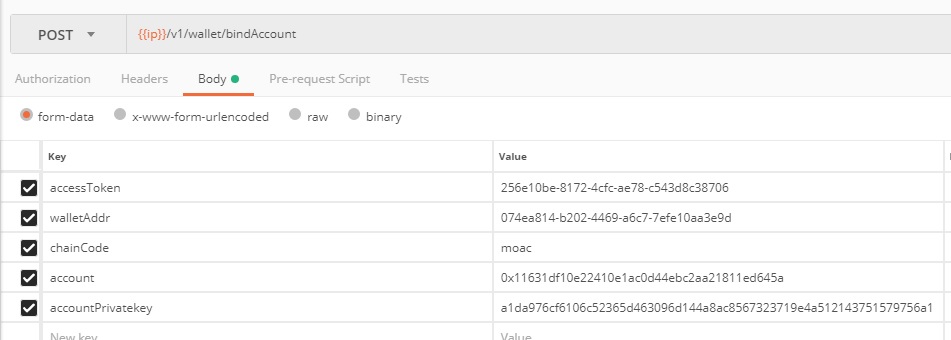 POST {{ip}}/v1/wallet/bindAccount
Authorization Headers Body Pre-request Script Tests
form-data x-www-form-urlencoded raw binary
Key Value
accessToken 256e10be-8172-4cfc-ae78-c543d8c38706
walletAddr 074ea814-b202-4469-a6c7-7efe10aa3e9d
chainCode moac
account 0x11631df10e22410e1ac0d44ebc2aa21811ed645a
accountPrivatekey a1da976cf6106c52365d463096d144a8ac8567323719e4a512143751579756a1
New key Value